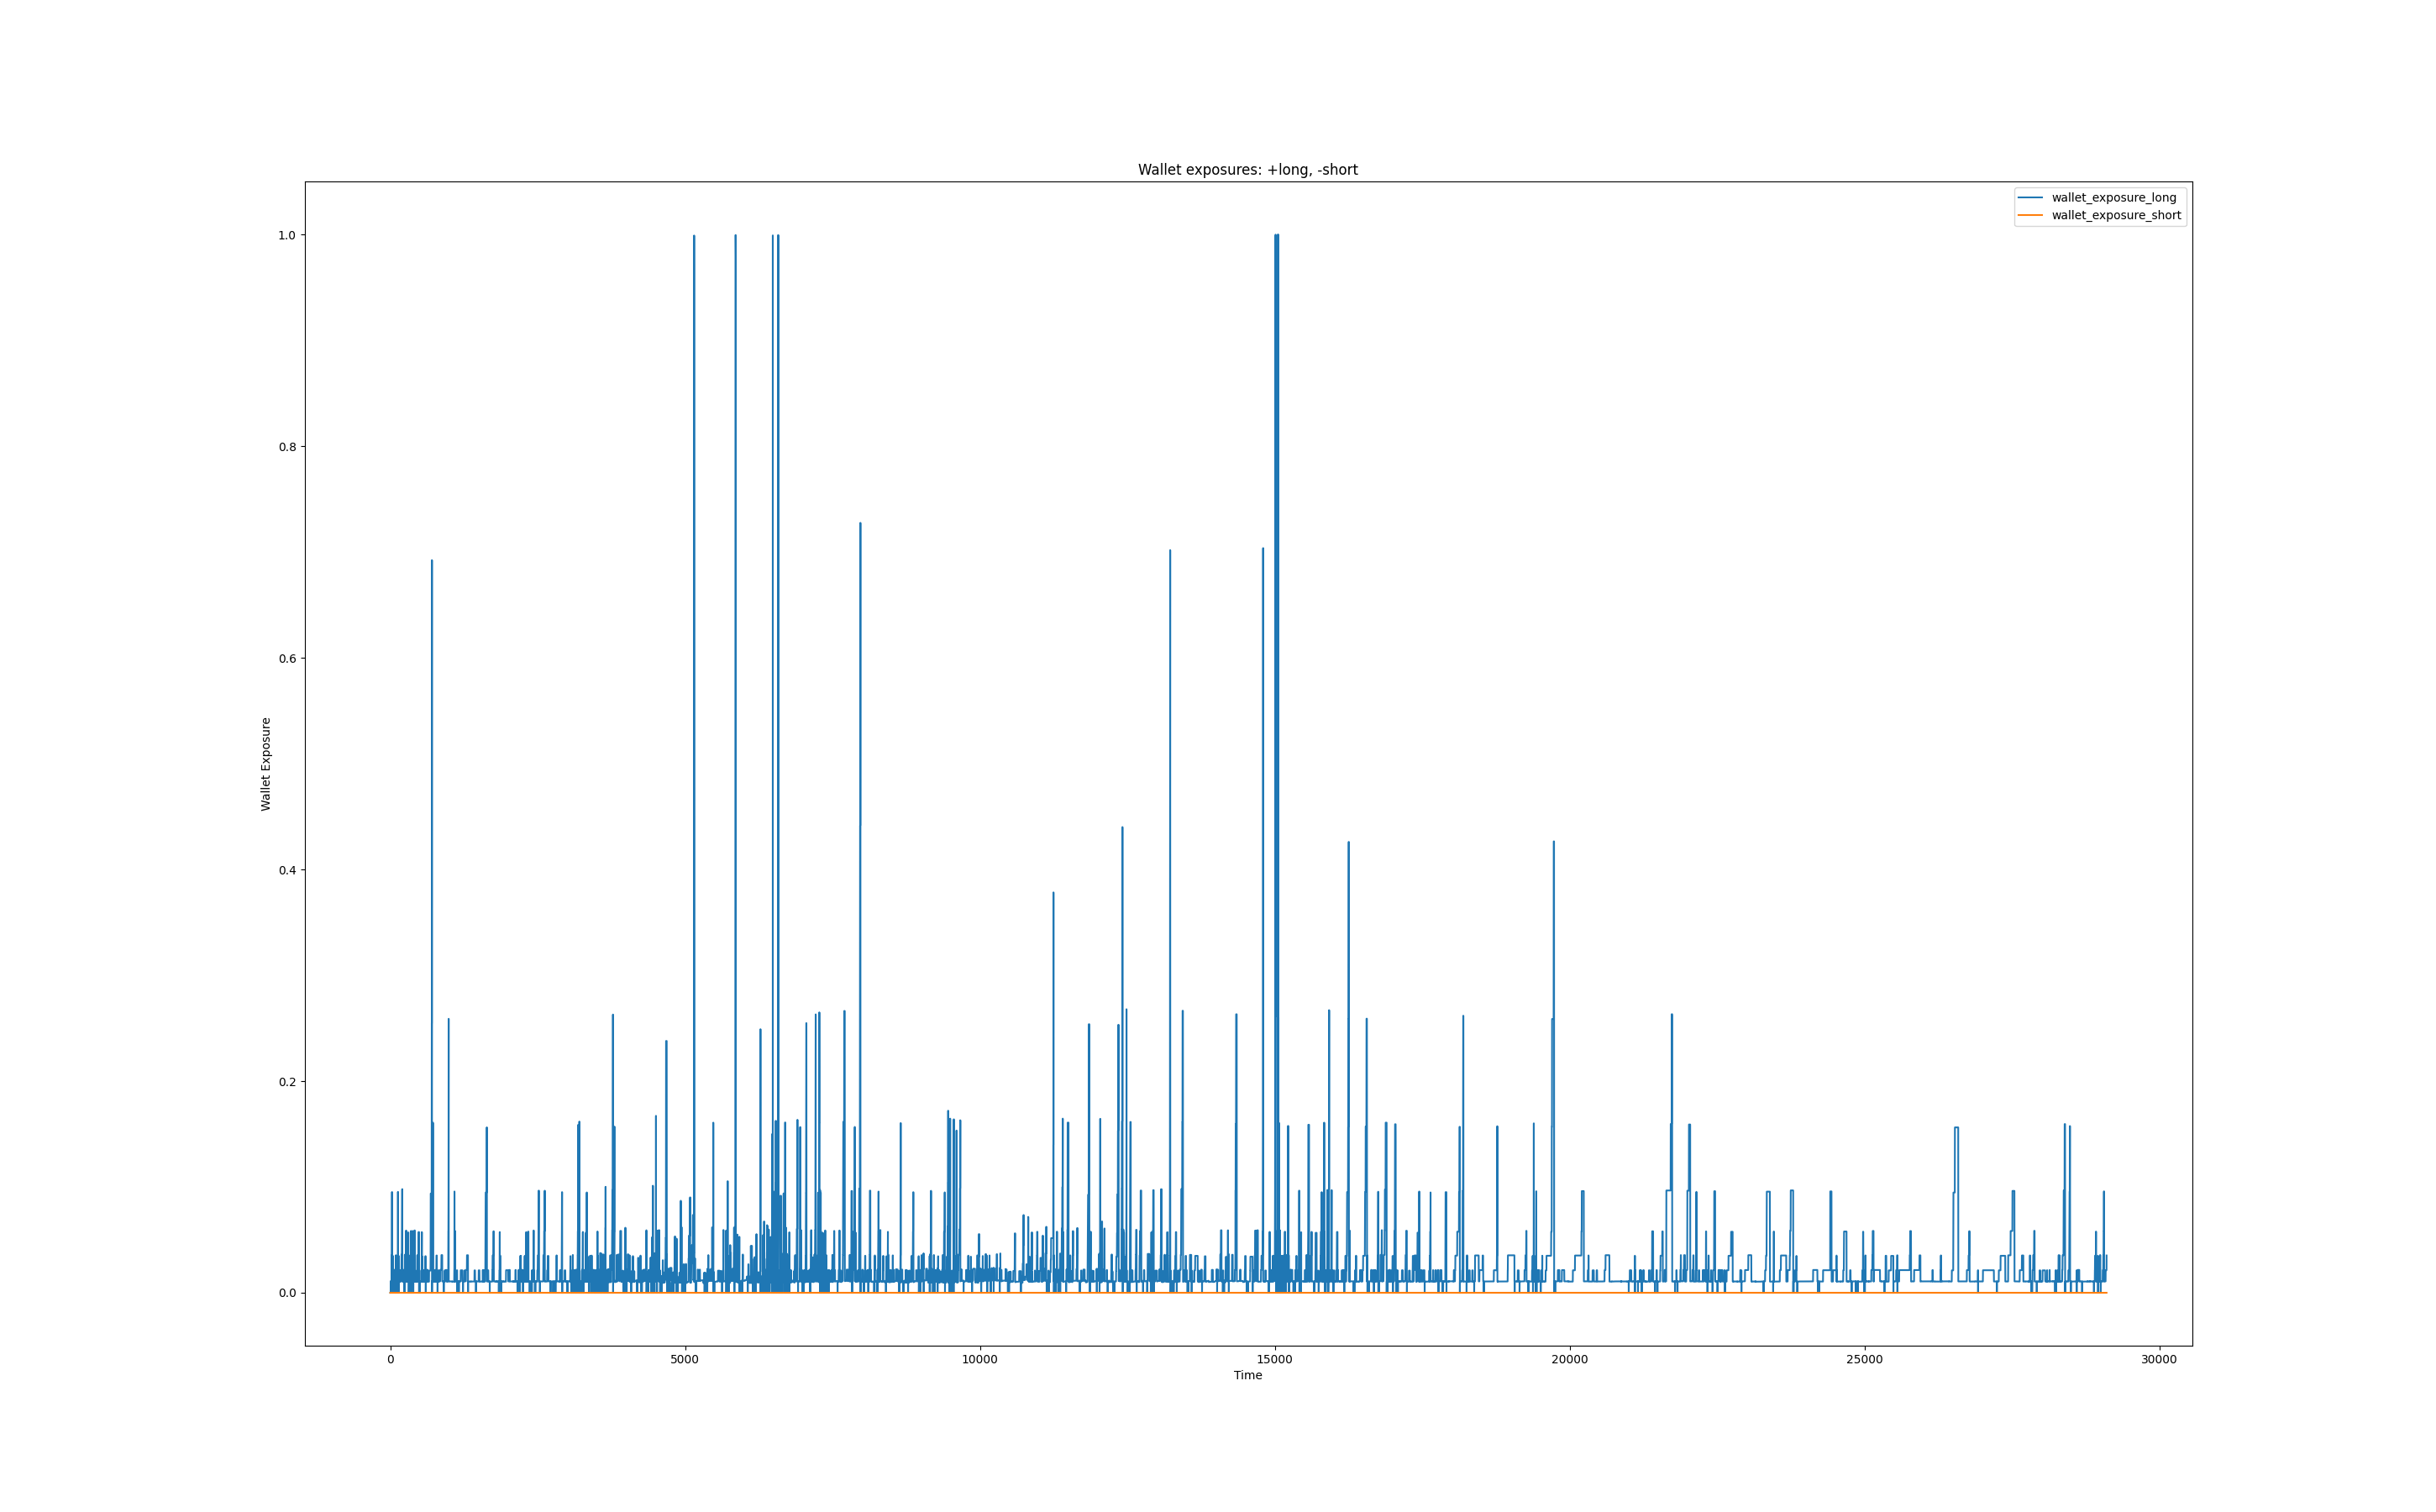 Wallet exposures: +long, -short
wallet_exposure_long
wallet_exposure_short
1.0
0.8
0.6
0.4
0.2
0.0
Wallet Exposure
0 5000 10000 15000 20000 25000 30000
Time